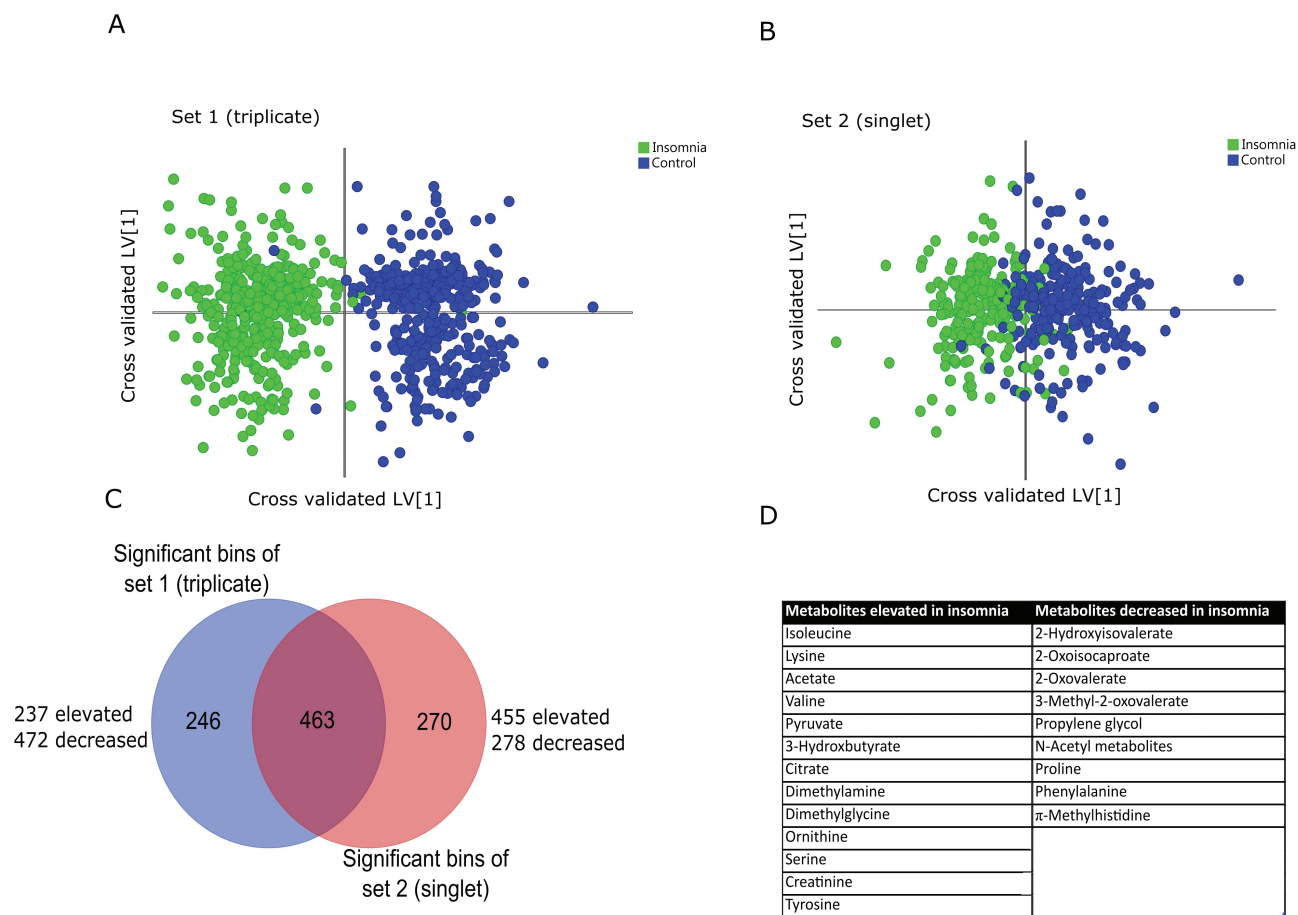 A
Set 1 (triplicate)
Insomnia
Control
Cross validated LV[1]
Cross validated LV[1]
B
Set 2 (singlet)
Insomnia
Control
Cross validated LV[1]
Cross validated LV[1]
C
Significant bins of
set 1 (triplicate)
237 elevated
472 decreased
246
463
270
455 elevated
278 decreased
Significant bins of
set 2 (singlet)
D
Metabolites elevated in insomnia Metabolites decreased in insomnia
Isoleucine 2-Hydroxyisovalerate
Lysine 2-Oxoisocaproate
Acetate 2-Oxovalerate
Valine 3-Methyl-2-oxovalerate
Pyruvate Propylene glycol
3-Hydroxbutyrate N-Acetyl metabolites
Citrate Proline
Dimethylamine Phenylalanine
Dimethylglycine π-Methylhistidine
Ornithine
Serine
Creatinine
Tyrosine